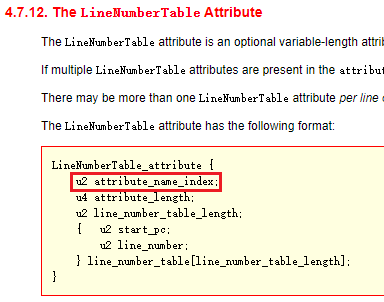 4.7.12. The LineNumberTable Attribute
The LineNumberTable attribute is an optional variable-length
If multiple LineNumberTable attributes are present in the
There may be more than one LineNumberTable attribute per line
The LineNumberTable attribute has the following format:
LineNumberTable_attribute {
u2 attribute_name_index;
u4 attribute_length;
u2 line_number_table_length;
{ u2 start_pc;
u2 line_number;
} line_number_table[line_number_table_length];
}